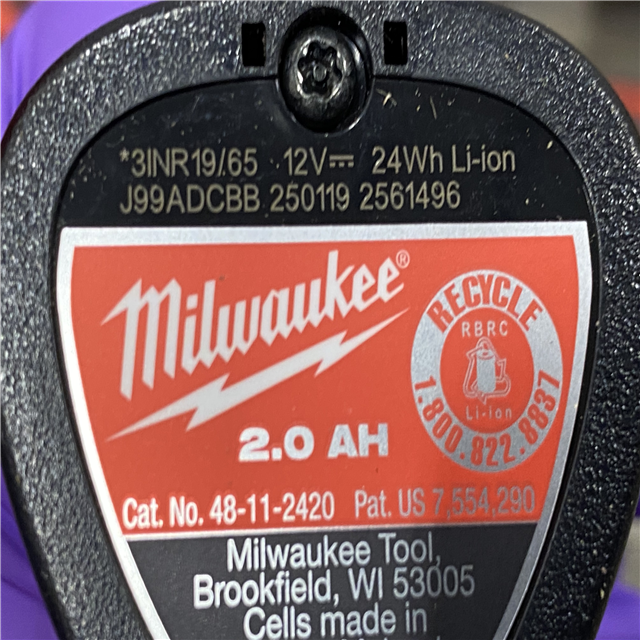 *3INR19/65 12V⎓ 24Wh Li-ion
J99ADCBB 250119 2561496
Milwaukee®
RECYCLE
RBRC
Li-ion
1.800.822.8837
2.0 AH
Cat. No. 48-11-2420 Pat. US 7,554,290
Milwaukee Tool,
Brookfield, WI 53005
Cells made in